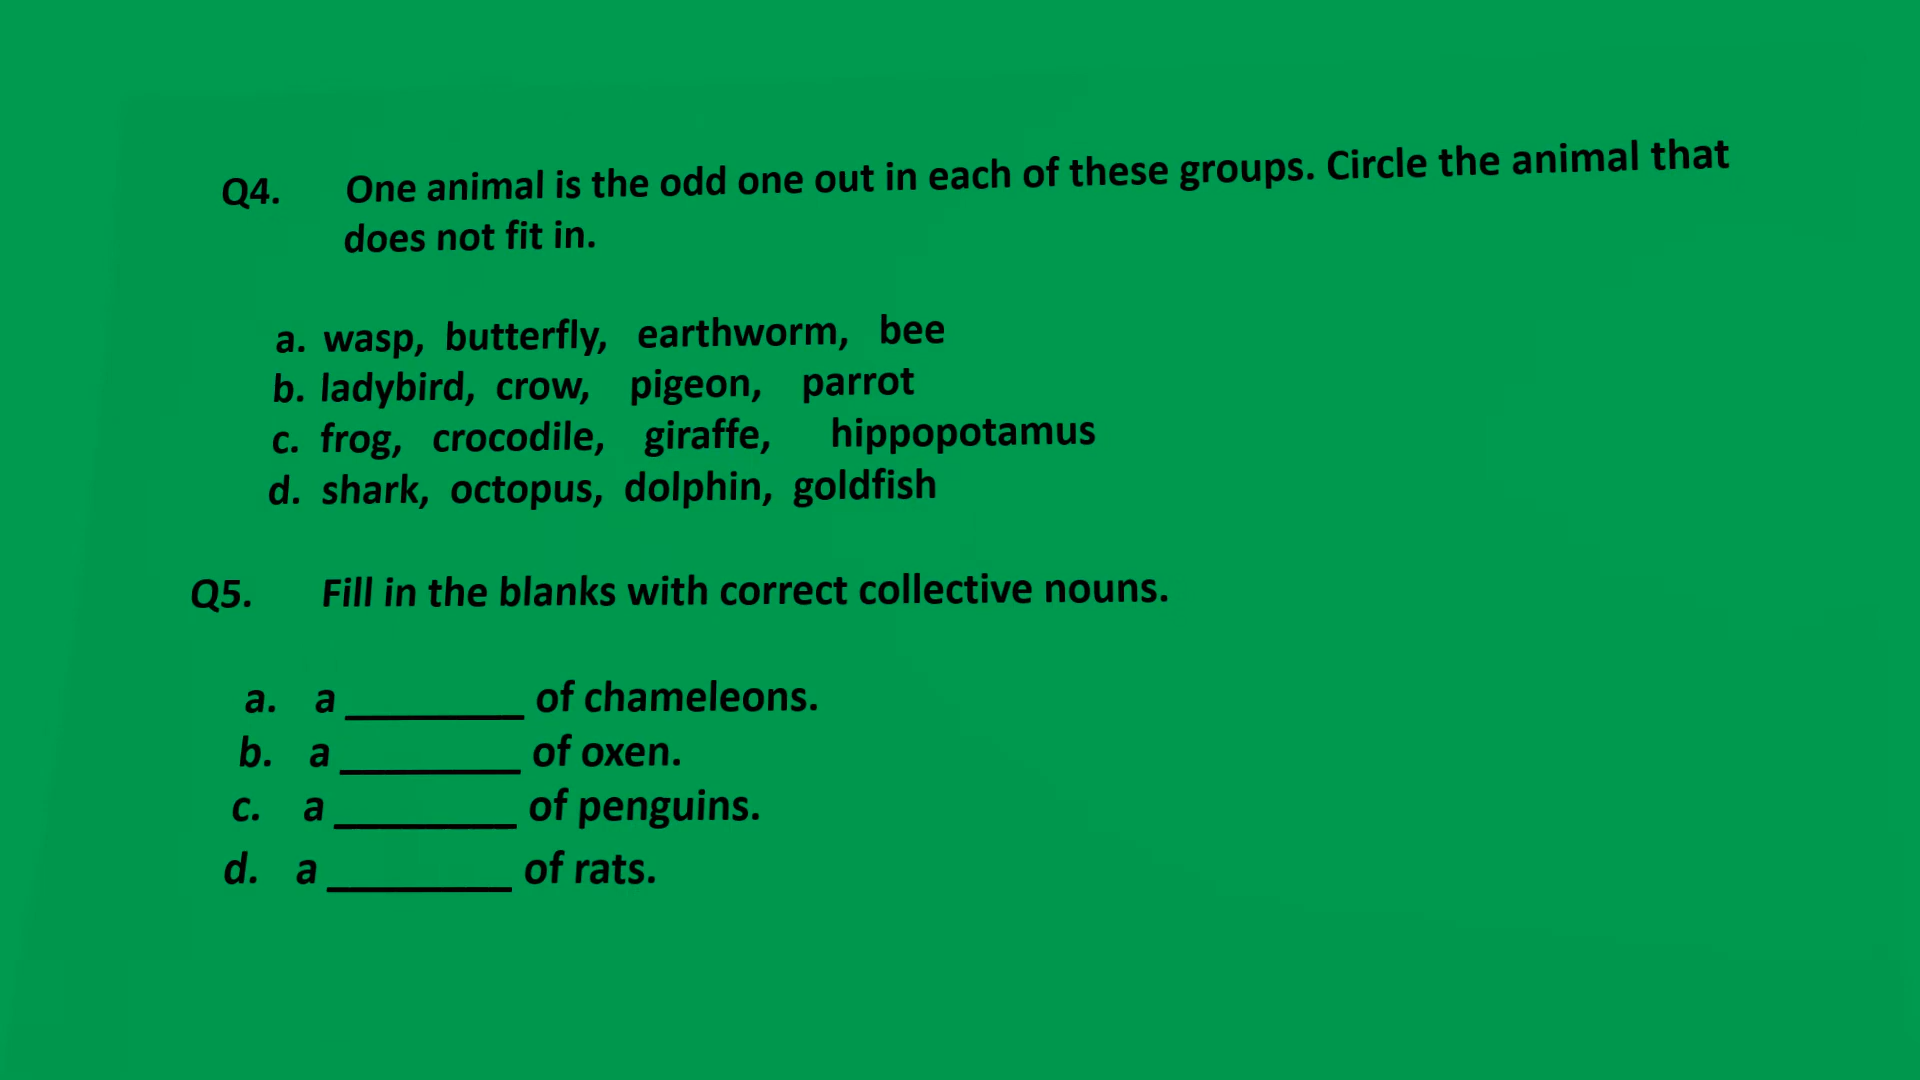 Q4. One animal is the odd one out in each of these groups. Circle the animal that
does not fit in.
a. wasp, butterfly, earthworm, bee
b. ladybird, crow, pigeon, parrot
c. frog, crocodile, giraffe, hippopotamus
d. shark, octopus, dolphin, goldfish
Q5. Fill in the blanks with correct collective nouns.
a. a ________ of chameleons.
b. a ________ of oxen.
c. a ________ of penguins.
d. a ________ of rats.